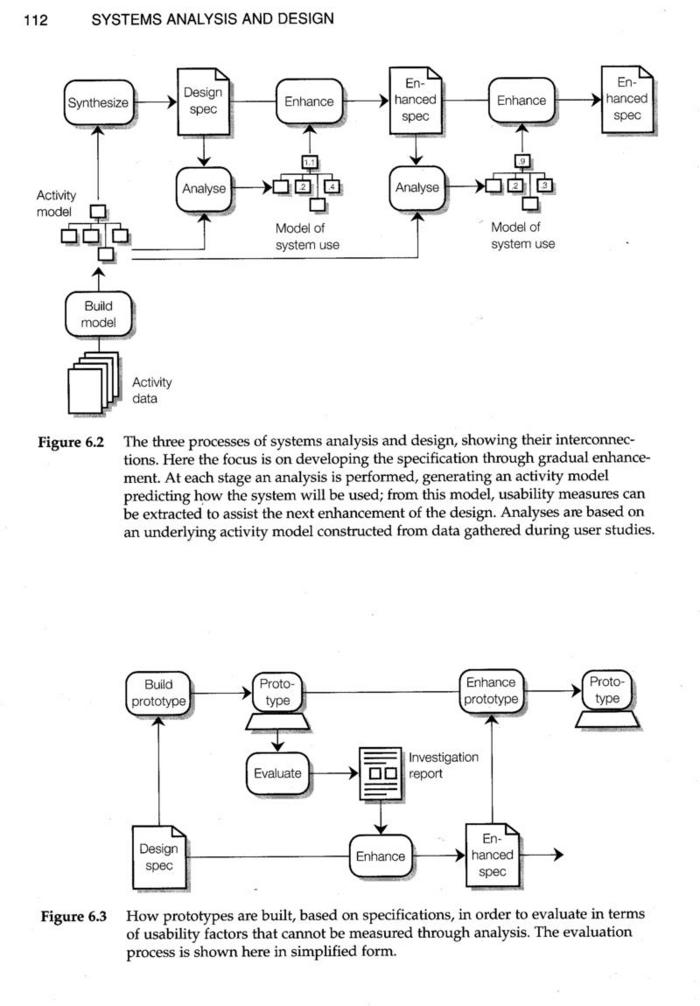 112 SYSTEMS ANALYSIS AND DESIGN
Synthesize
Design
spec
Enhance
En-
hanced
spec
Enhance
En-
hanced
spec
Analyse
1.1
.2
.4
Analyse
.9
.2
.3
Activity
model
Model of
system use
Model of
system use
Build
model
Activity
data
Figure 6.2 The three processes of systems analysis and design, showing their interconnec-
tions. Here the focus is on developing the specification through gradual enhance-
ment. At each stage an analysis is performed, generating an activity model
predicting how the system will be used; from this model, usability measures can
be extracted to assist the next enhancement of the design. Analyses are based on
an underlying activity model constructed from data gathered during user studies.
Build
prototype
Proto-
type
Enhance
prototype
Proto-
type
Evaluate
Investigation
report
Design
spec
Enhance
En-
hanced
spec
Figure 6.3 How prototypes are built, based on specifications, in order to evaluate in terms
of usability factors that cannot be measured through analysis. The evaluation
process is shown here in simplified form.